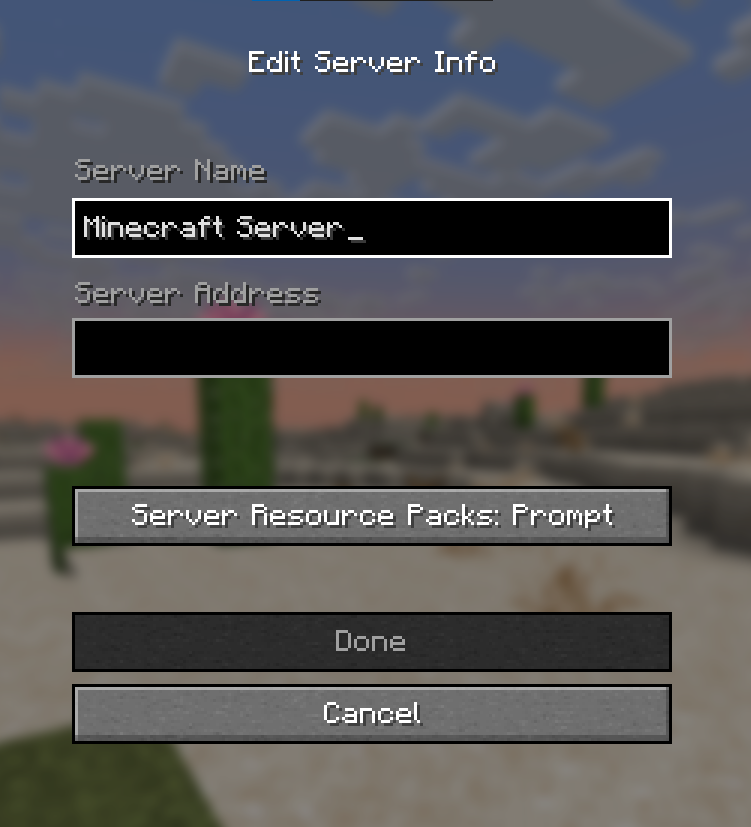 Edit Server Info
Server Name
Minecraft Server_
Server Address
Server Resource Packs: Prompt
Done
Cancel